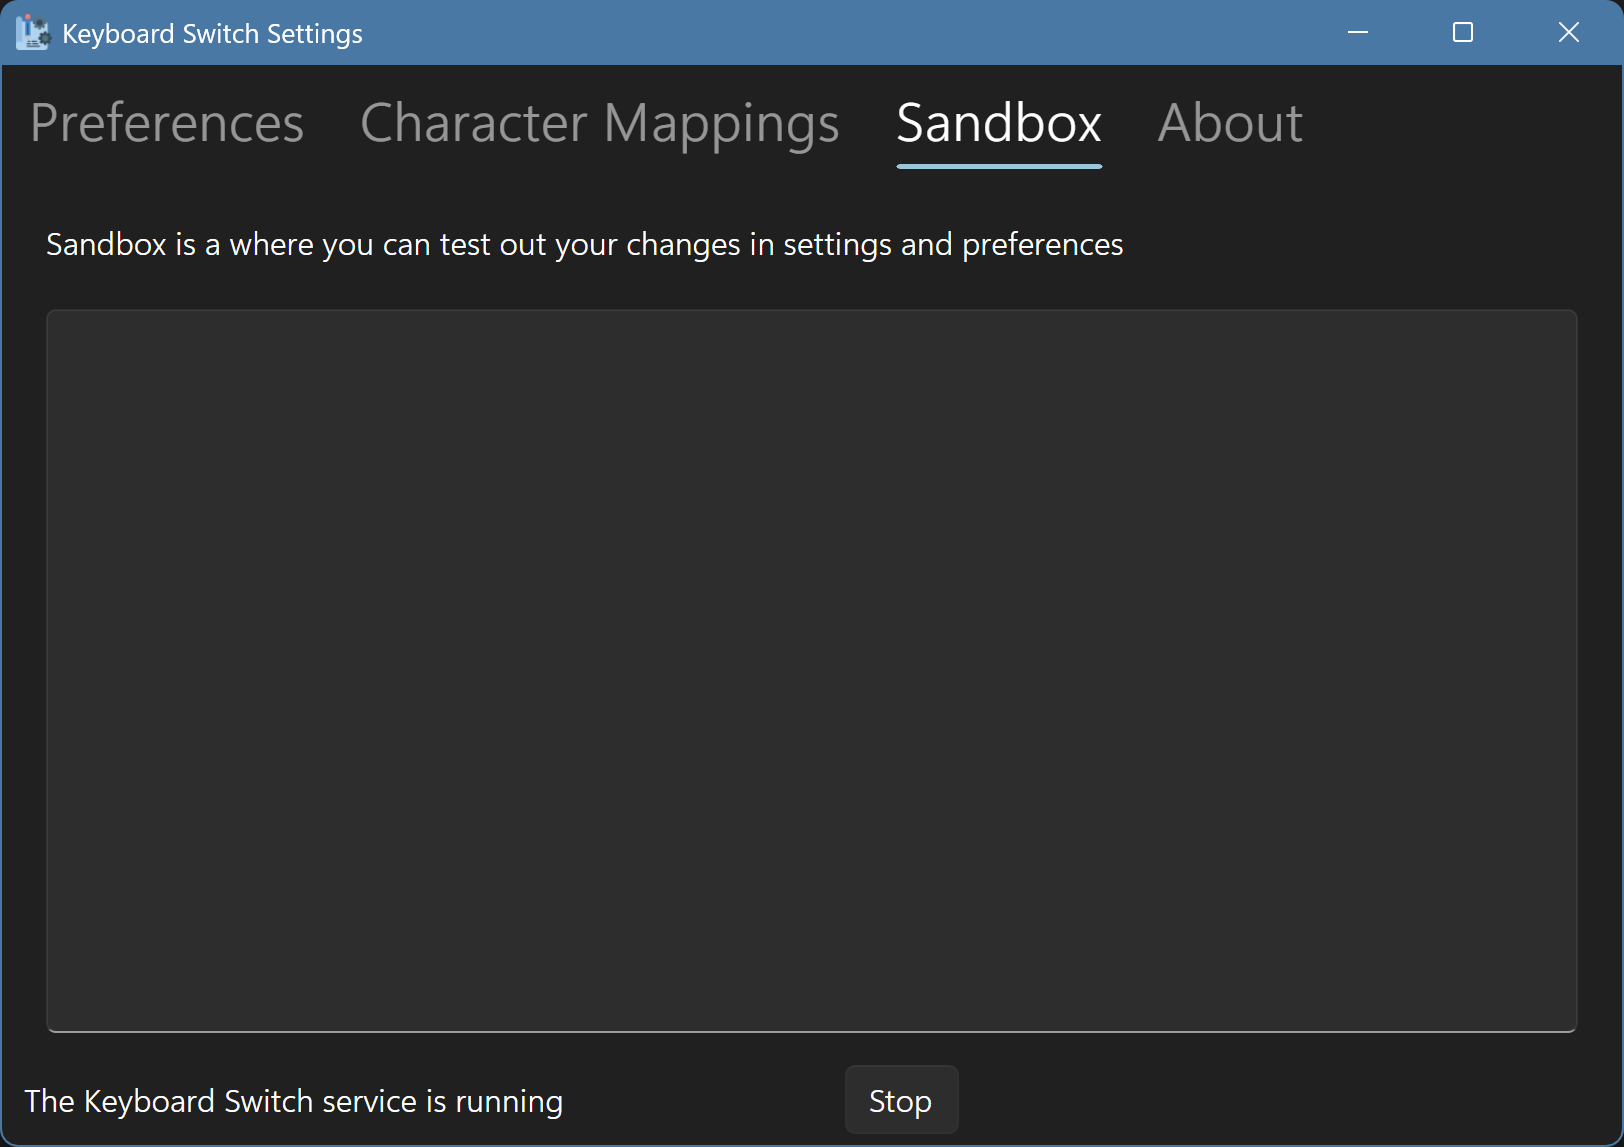 Keyboard Switch Settings
Preferences Character Mappings Sandbox About
Sandbox is a where you can test out your changes in settings and preferences
The Keyboard Switch service is running Stop